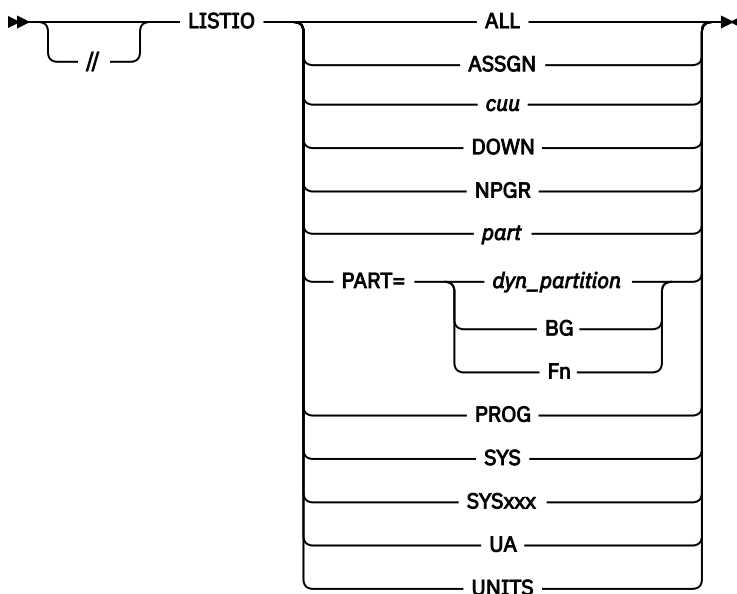 LISTIO ALL
//
ASSGN
cuu
DOWN
NPGR
part
PART= dyn_partition
BG
Fn
PROG
SYS
SYSxxx
UA
UNITS